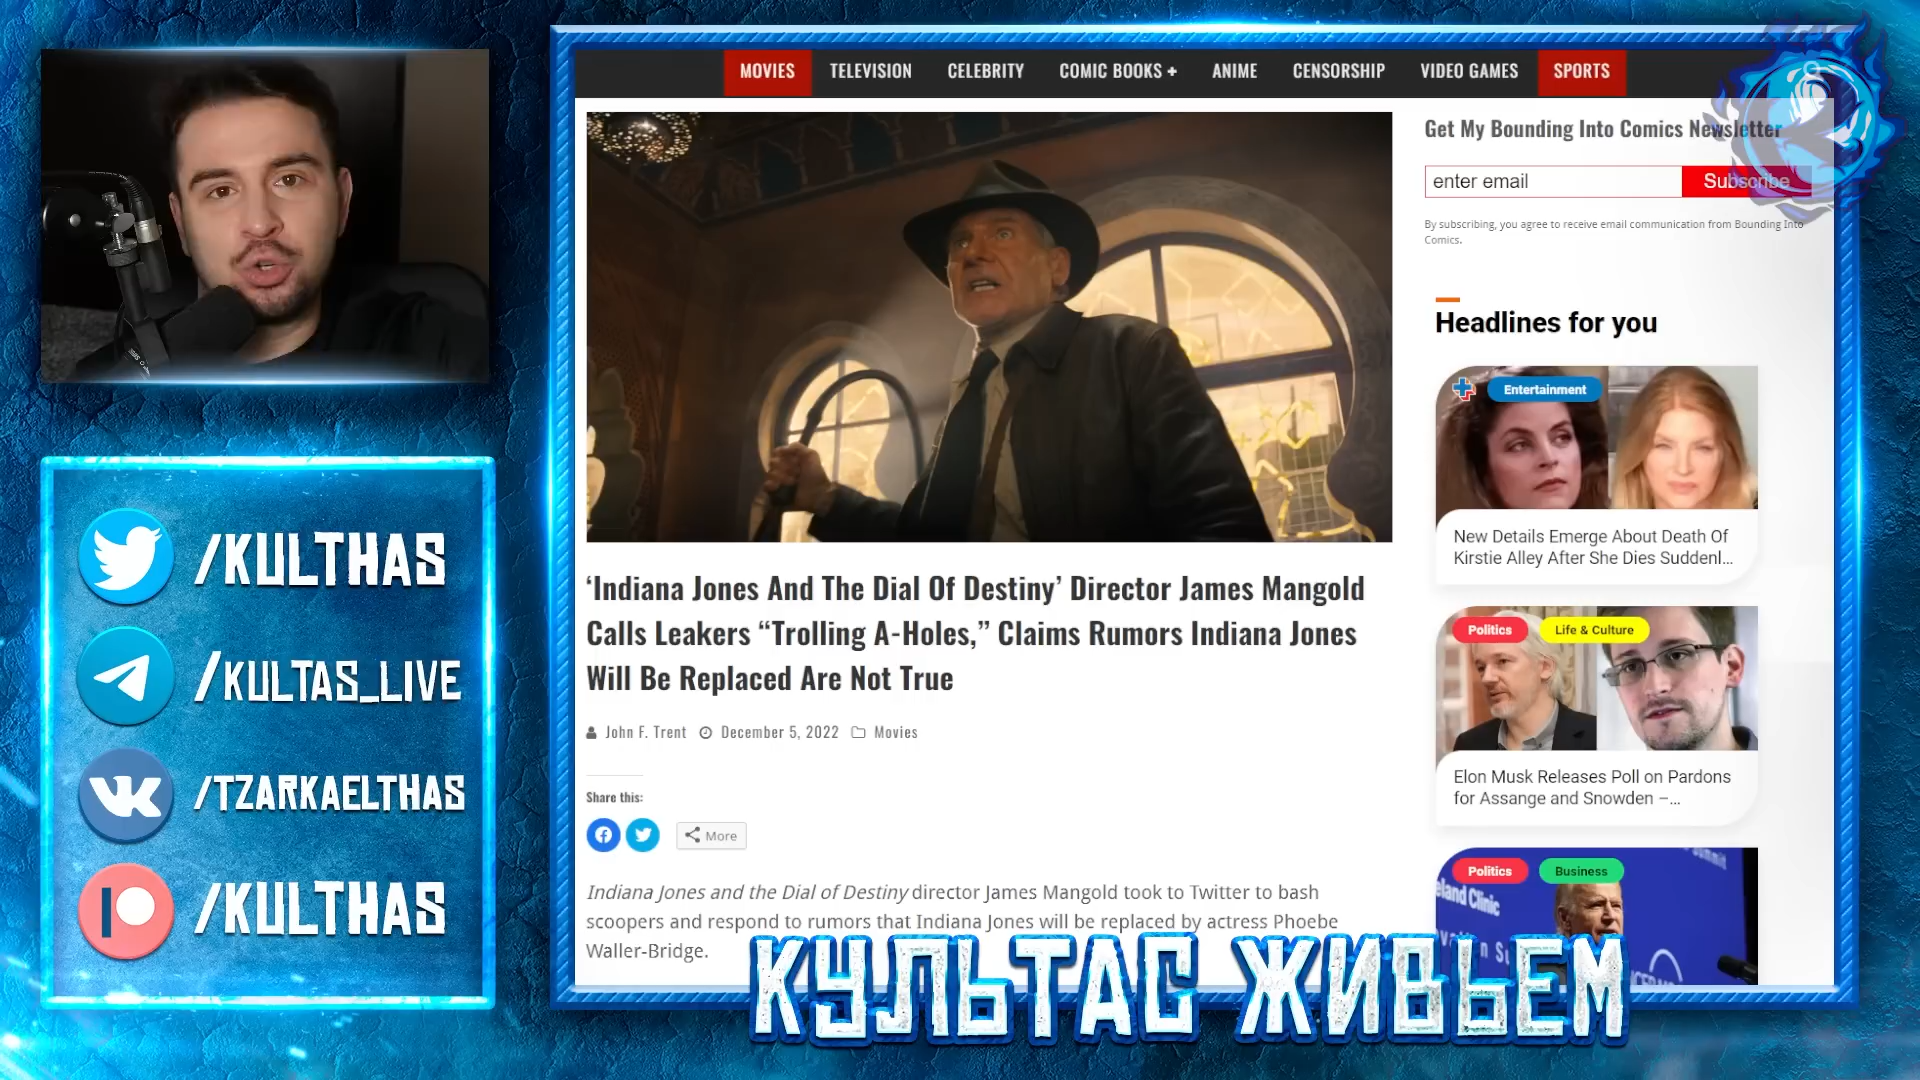 MOVIES
TELEVISION
CELEBRITY
COMIC BOOKS +
ANIME
CENSORSHIP
VIDEO GAMES
SPORTS
Get My Bounding Into Comics Newsletter
enter email
Subscribe
By subscribing, you agree to receive email communication from Bounding Into
Comics.
Headlines for you
Entertainment
New Details Emerge About Death Of
Kirstie Alley After She Dies Suddenl...
Politics
Life & Culture
Elon Musk Releases Poll on Pardons
for Assange and Snowden –...
Politics
Business
‘Indiana Jones And The Dial Of Destiny’ Director James Mangold
Calls Leakers “Trolling A-Holes,” Claims Rumors Indiana Jones
Will Be Replaced Are Not True
John F. Trent
December 5, 2022
Movies
Share this:
More
Indiana Jones and the Dial of Destiny director James Mangold took to Twitter to bash
scoopers and respond to rumors that Indiana Jones will be replaced by actress Phoebe
Waller-Bridge.
/KULTHAS
/KULTAS_LIVE
/TZARKAELTHAS
/KULTHAS
КУЛЬТАС ЖИВЬЕМ